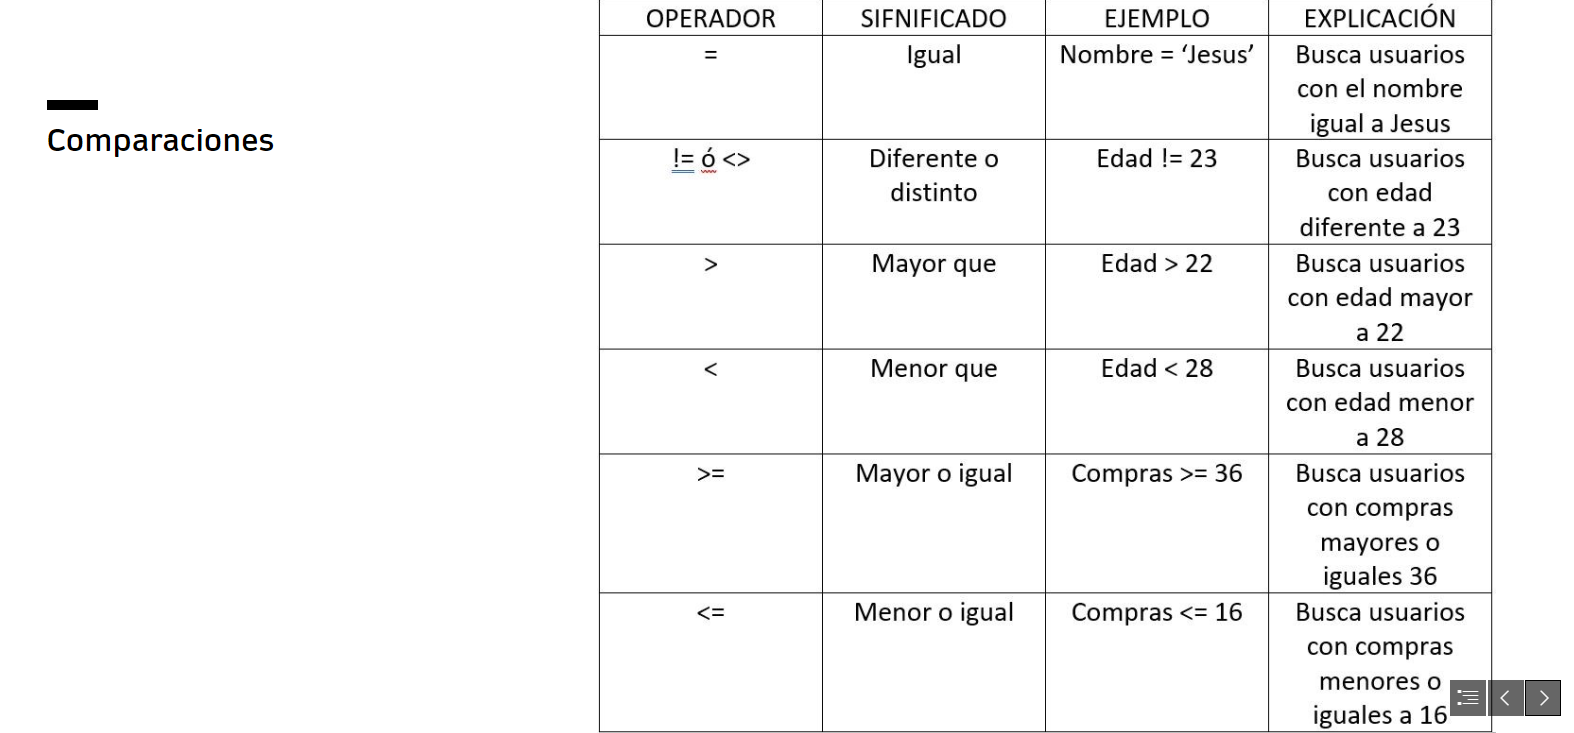 Comparaciones
OPERADOR SIFNIFICADO EJEMPLO EXPLICACIÓN
= Igual Nombre = ‘Jesus’ Busca usuarios
con el nombre
igual a Jesus
!= ó <> Diferente o Edad != 23 Busca usuarios
distinto con edad
diferente a 23
> Mayor que Edad > 22 Busca usuarios
con edad mayor
a 22
< Menor que Edad < 28 Busca usuarios
con edad menor
a 28
>= Mayor o igual Compras >= 36 Busca usuarios
con compras
mayores o
iguales 36
<= Menor o igual Compras <= 16 Busca usuarios
con compras
menores o
iguales a 16